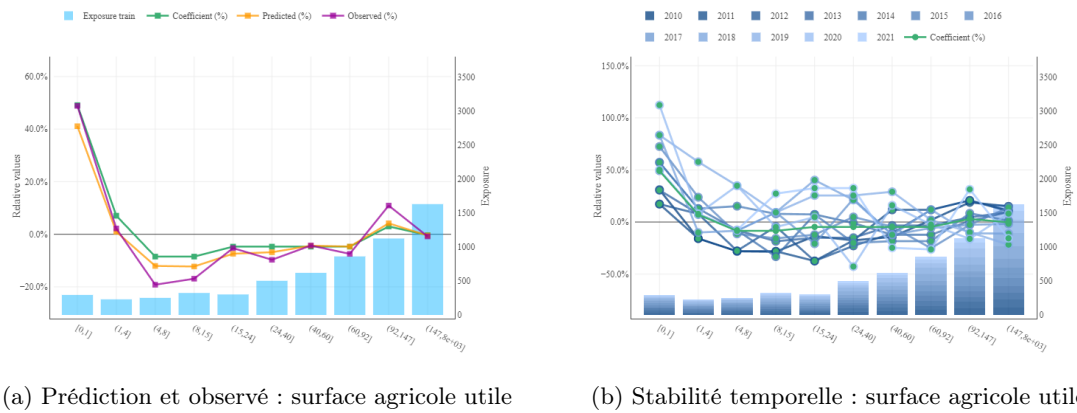 Exposure train Coefficient (%) Predicted (%) Observed (%)
60.0%
40.0%
20.0%
0.0%
−20.0%
Relative values
3500
3000
2500
2000
1500
1000
500
0
Exposure
[0,1] (1,4] (4,8] (8,15] (15,24] (24,40] (40,60] (60,92] (92,147] (147,8e+03]
(a) Prédiction et observé : surface agricole utile
2010 2011 2012 2013 2014 2015 2016
2017 2018 2019 2020 2021 Coefficient (%)
150.0%
100.0%
50.0%
0.0%
−50.0%
Relative values
3500
3000
2500
2000
1500
1000
500
0
Exposure
[0,1] (1,4] (4,8] (8,15] (15,24] (24,40] (40,60] (60,92] (92,147] (147,8e+03]
(b) Stabilité temporelle : surface agricole util